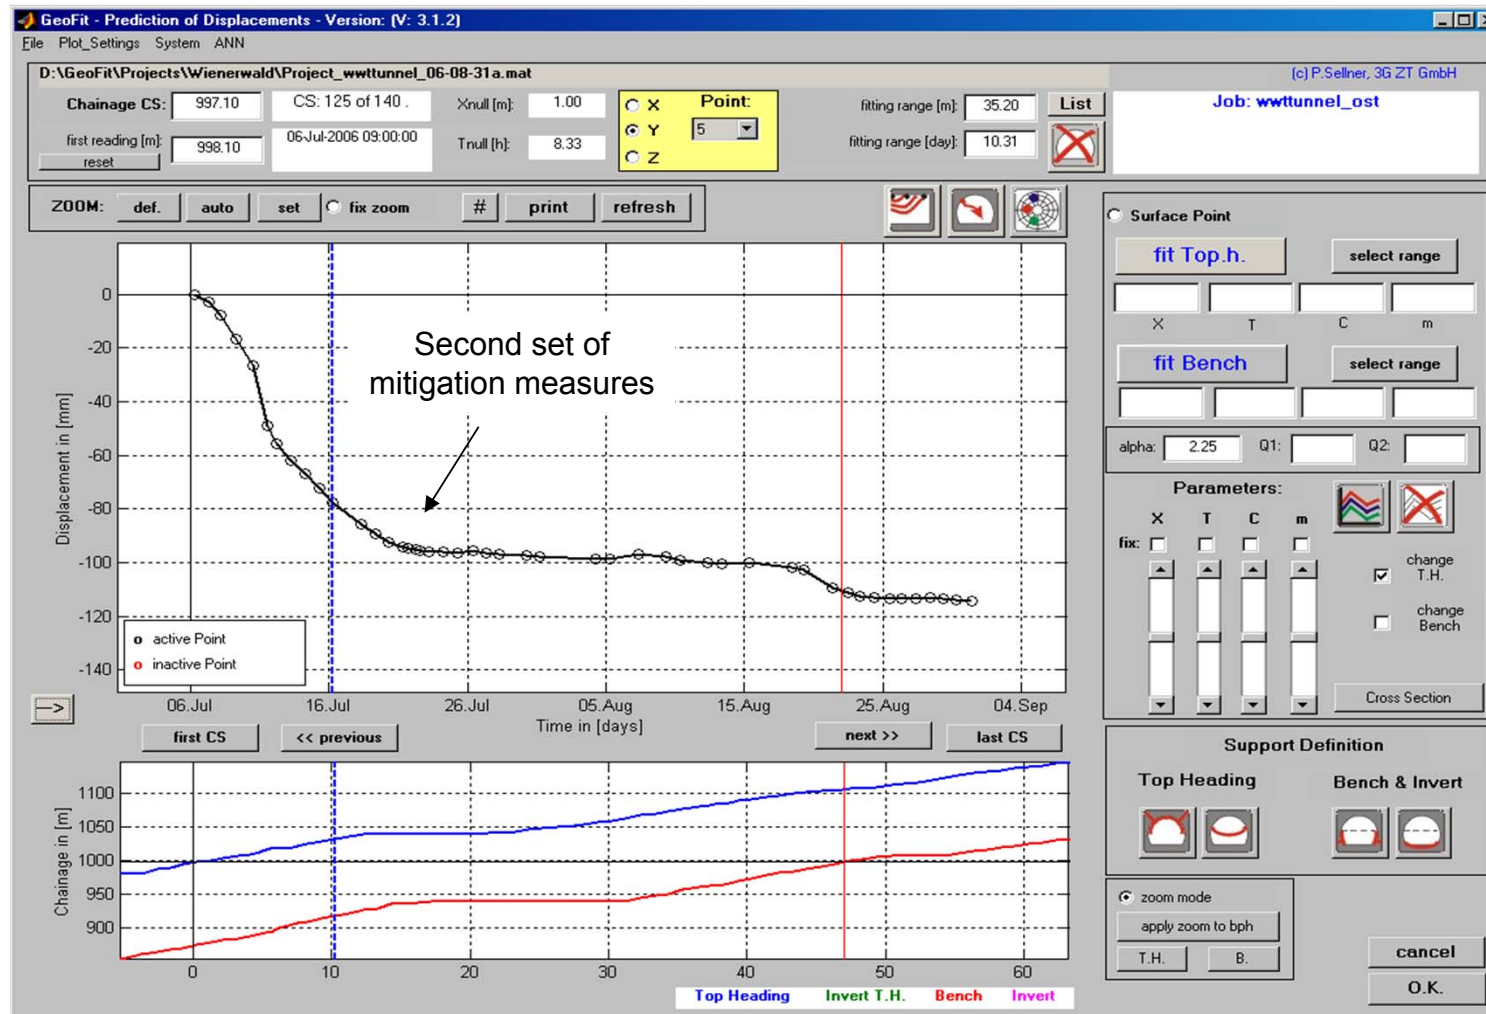 GeoFit - Prediction of Displacements - Version: (V: 3.1.2)
File Plot_Settings System ANN
D:\GeoFit\Projects\Wienerwald\Project_wwttunnel_06-08-31a.mat
(c) P.Sellner, 3G ZT GmbH
Chainage CS: 997.10 CS: 125 of 140 . Xnull [m]: 1.00 X Point: fitting range [m]: 35.20 List Job: wwttunnel_ost
Y 5
first reading [m]: 998.10 06-Jul-2006 09:00:00 Tnull [h]: 8.33 fitting range [day]: 10.31
reset Z
ZOOM: def. auto set fix zoom # print refresh
Surface Point
fit Top.h. select range
X T C m
fit Bench select range
alpha: 2.25 Q1: Q2:
Parameters:
X T C m
fix:
change
T.H.
change
Bench
Cross Section
Second set of
mitigation measures
Displacement in [mm]
0
-20
-40
-60
-80
-100
-120
-140
o active Point
o inactive Point
06.Jul 16.Jul 26.Jul 05.Aug 15.Aug 25.Aug 04.Sep
Time in [days]
-->
first CS << previous next >> last CS
Support Definition
Top Heading Bench & Invert
Chainage in [m]
1100
1050
1000
950
900
0 10 20 30 40 50 60
Top Heading Invert T.H. Bench Invert
zoom mode
apply zoom to bph
T.H. B.
cancel
O.K.